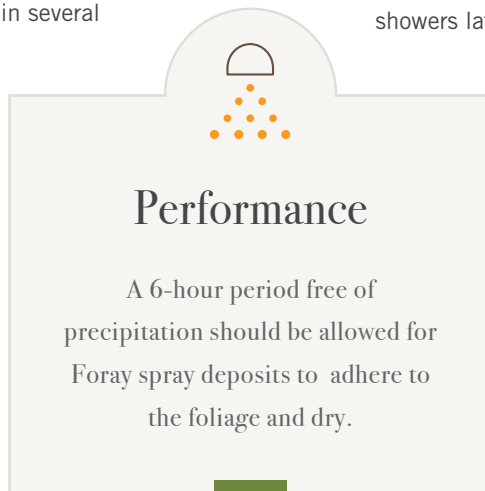 in several
showers
Performance
A 6-hour period free of
precipitation should be allowed for
Foray spray deposits to adhere to
the foliage and dry.